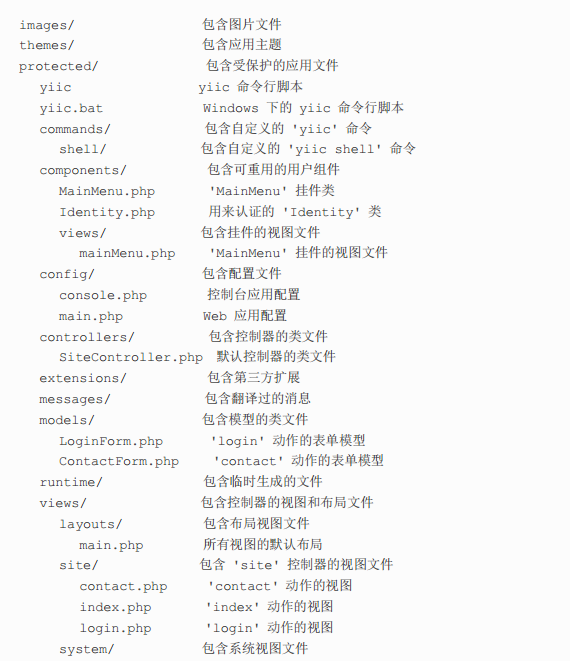 images/ 包含图片文件
themes/ 包含应用主题
protected/ 包含受保护的应用文件
yiic yiic 命令行脚本
yiic.bat Windows 下的 yiic 命令行脚本
commands/ 包含自定义的 'yiic' 命令
shell/ 包含自定义的 'yiic shell' 命令
components/ 包含可重用的用户组件
MainMenu.php 'MainMenu' 挂件类
Identity.php 用来认证的 'Identity' 类
views/ 包含挂件的视图文件
mainMenu.php 'MainMenu' 挂件的视图文件
config/ 包含配置文件
console.php 控制台应用配置
main.php Web 应用配置
controllers/ 包含控制器的类文件
SiteController.php 默认控制器的类文件
extensions/ 包含第三方扩展
messages/ 包含翻译过的消息
models/ 包含模型的类文件
LoginForm.php 'login' 动作的表单模型
ContactForm.php 'contact' 动作的表单模型
runtime/ 包含临时生成的文件
views/ 包含控制器的视图和布局文件
layouts/ 包含布局视图文件
main.php 所有视图的默认布局
site/ 包含 'site' 控制器的视图文件
contact.php 'contact' 动作的视图
index.php 'index' 动作的视图
login.php 'login' 动作的视图
system/ 包含系统视图文件